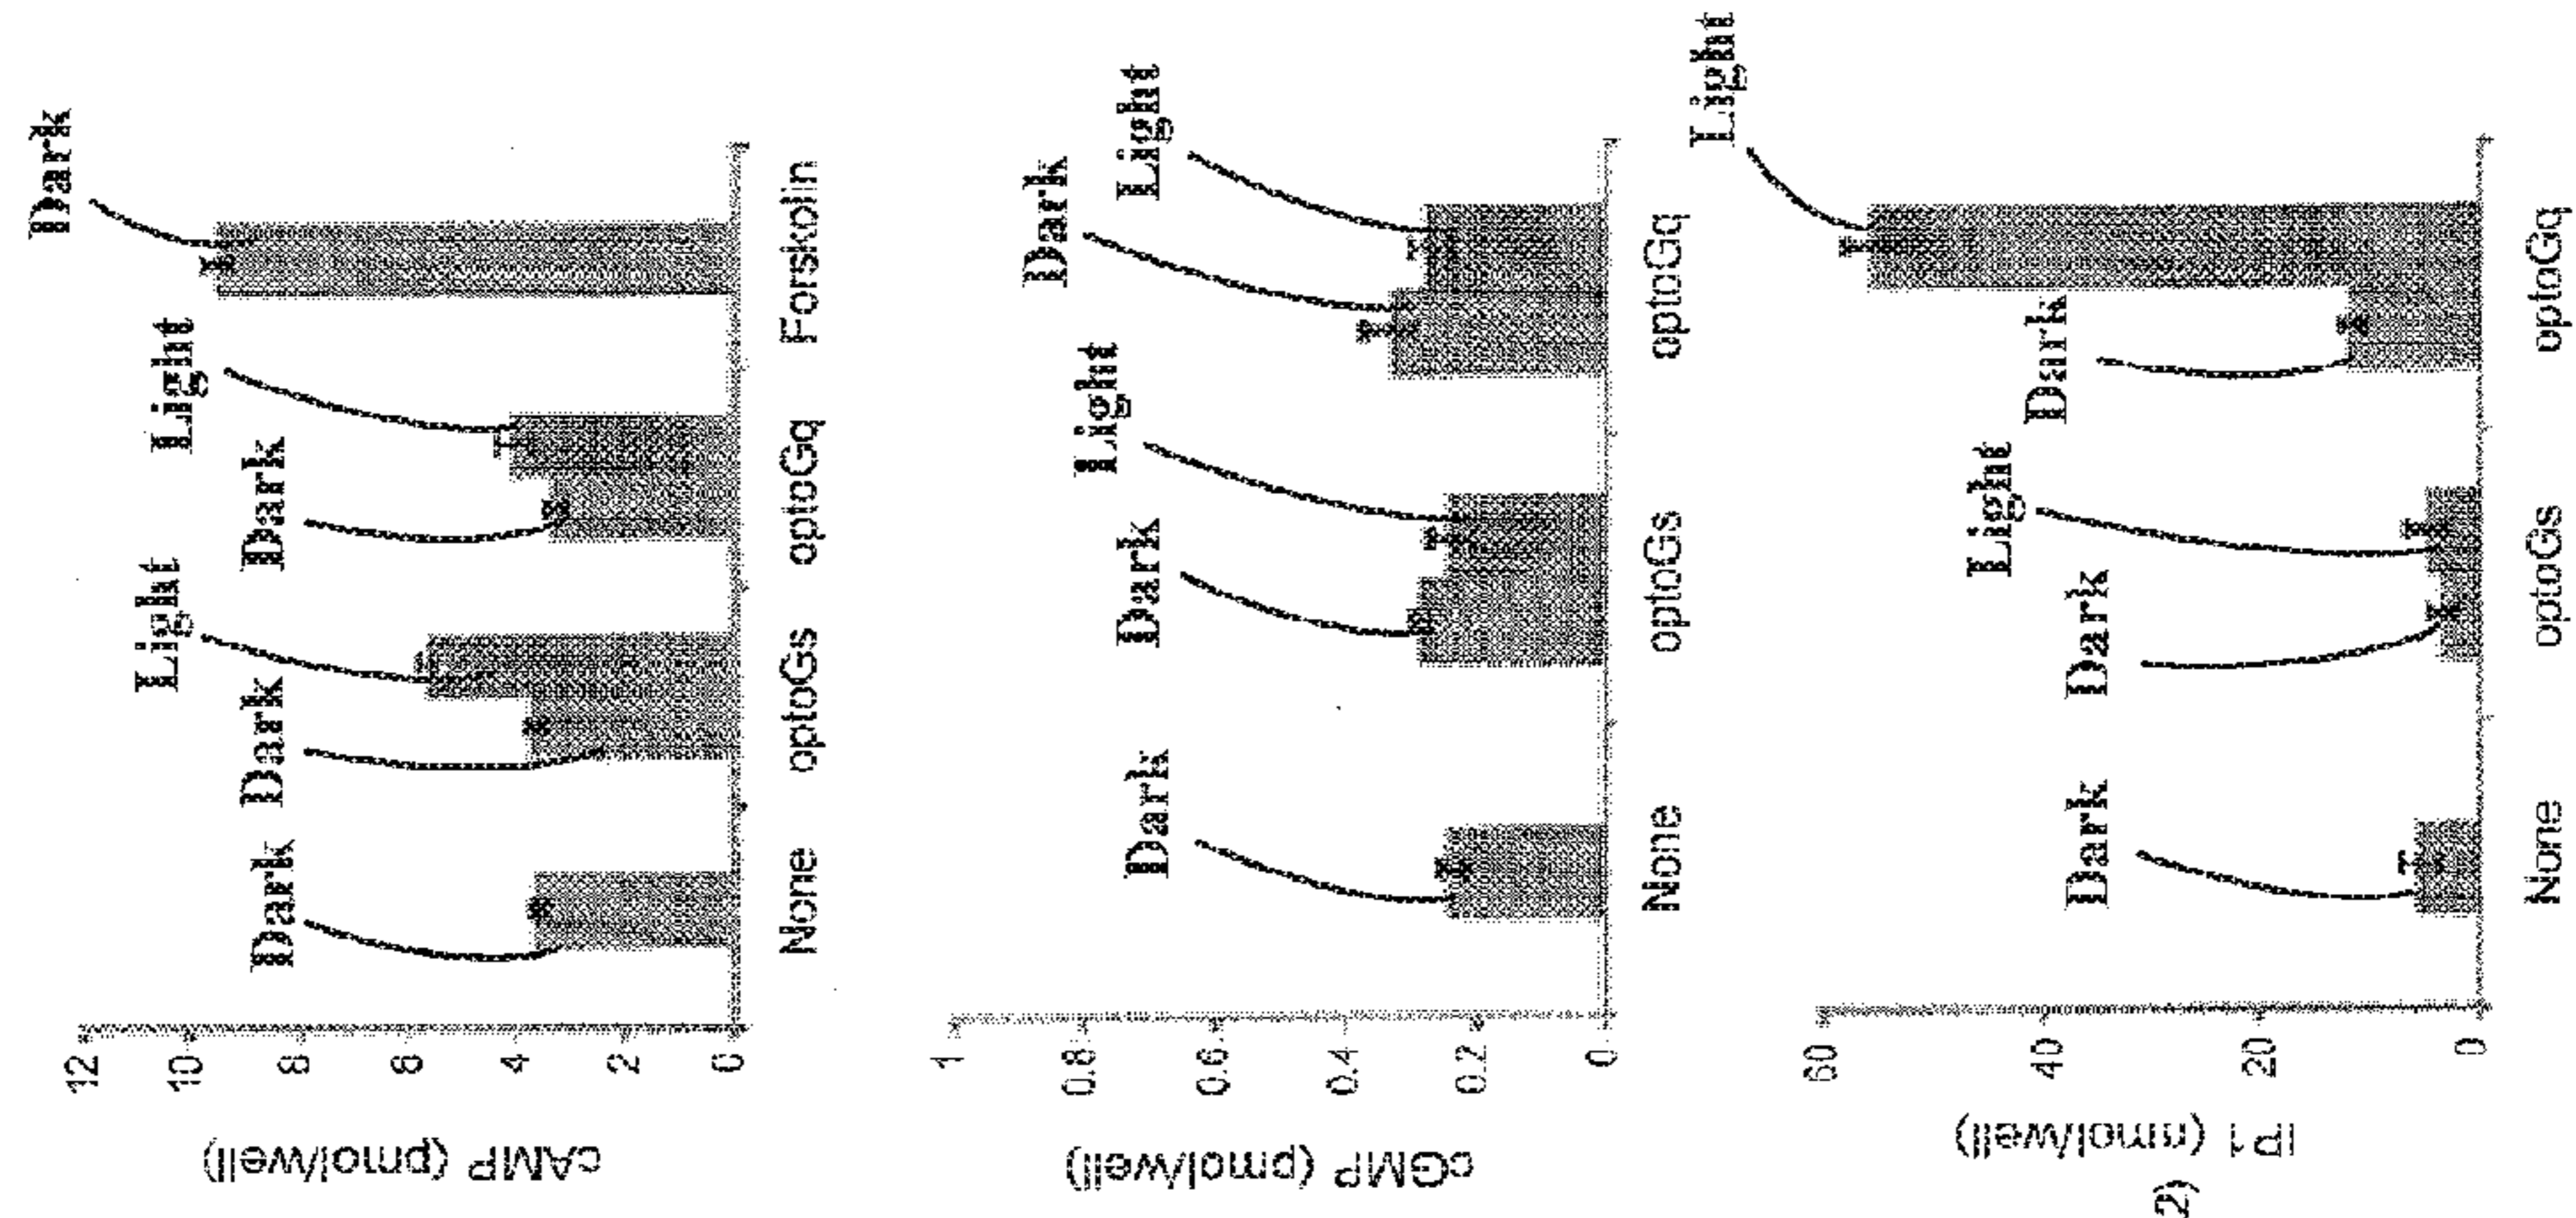 cAMP (pmol/well)
12
10
8
6
4
2
0
Dark
Dark
Light
Dark
Light
Dark
None
optoGs
optoGq
Forskolin
cGMP (pmol/well)
1
0.8
0.6
0.4
0.2
0
Dark
Dark
Light
Dark
Light
None
optoGs
optoGq
2)
IP1 (nmol/well)
60
40
20
0
Dark
Dark
Light
Dark
Light
None
optoGs
optoGq